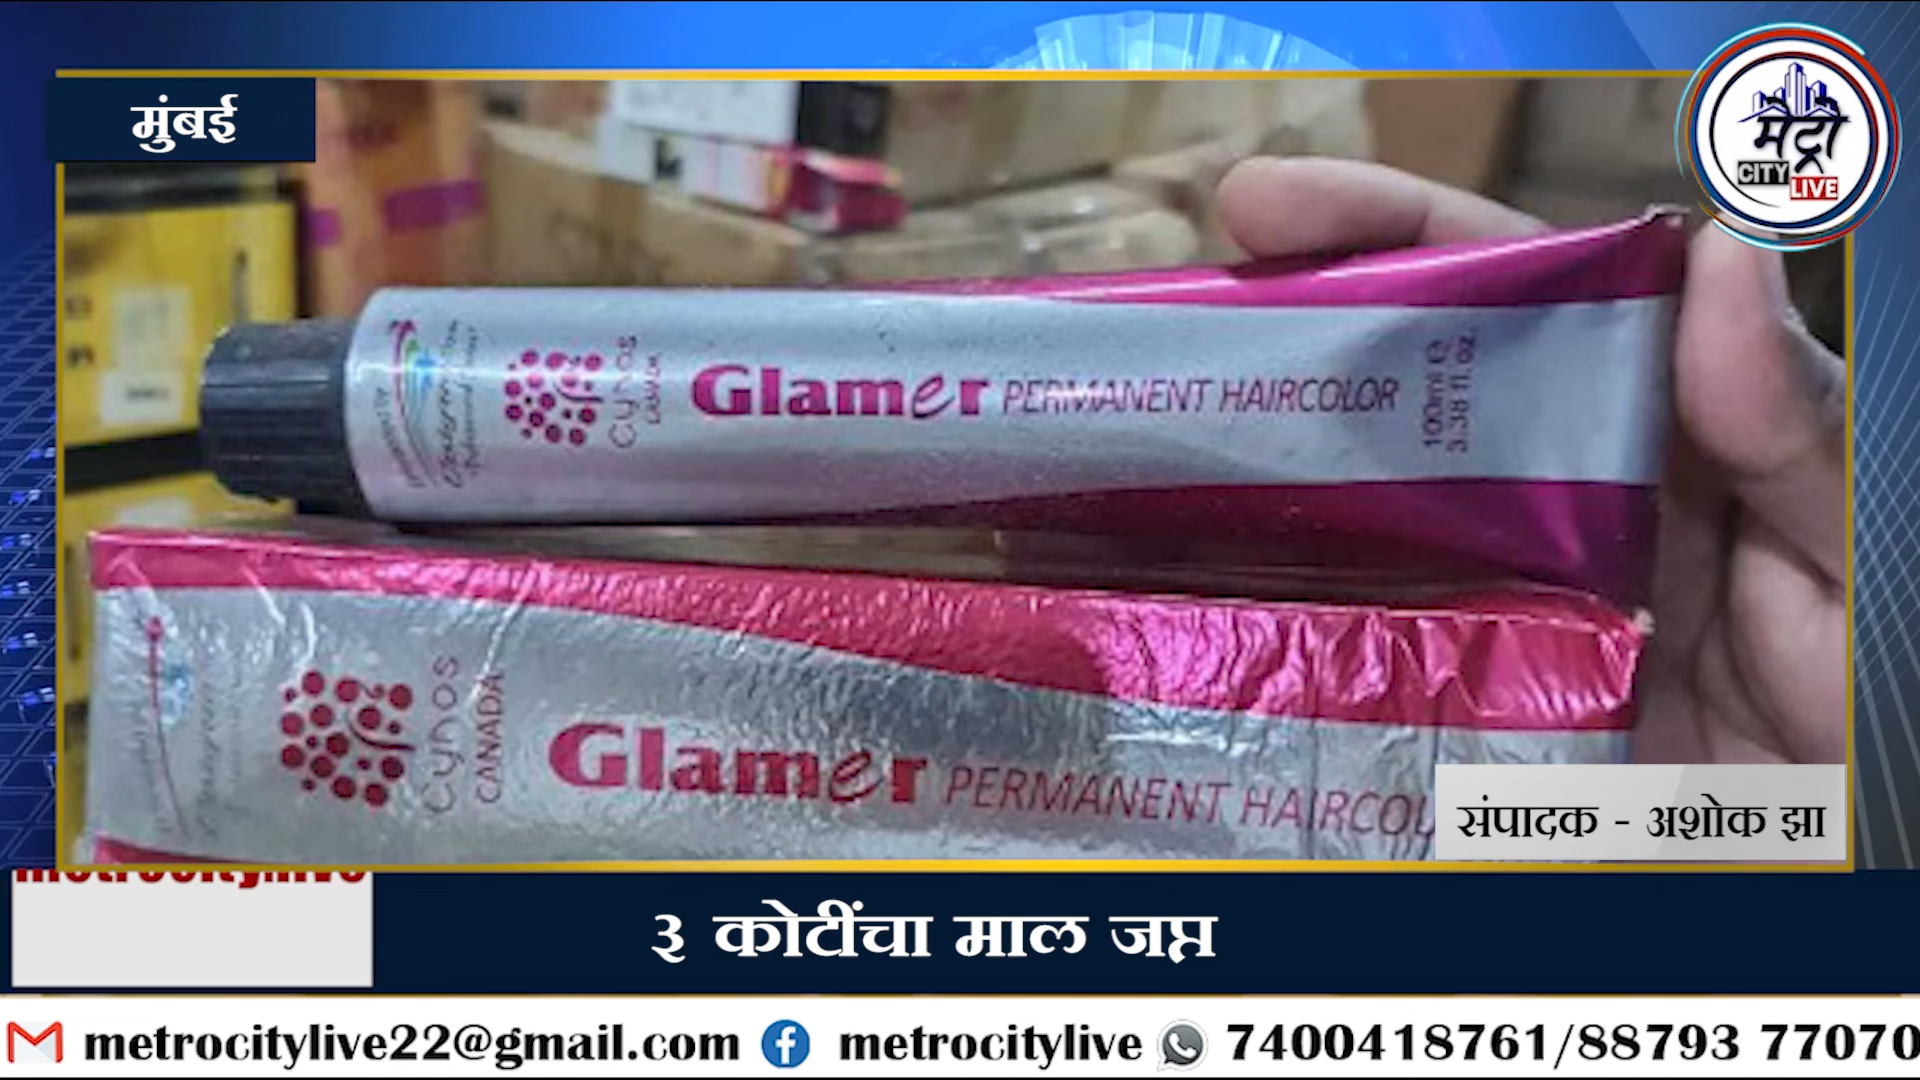 मुंबई
मेट्रो
CITY
LIVE
CYNOS
CANADA
Glamer PERMANENT HAIRCOLOR
100ml e
3.38 fl.oz.
CYNOS
CANADA
Glamer PERMANENT HAIRCOL
संपादक - अशोक झा
metrocitylive
३ कोटींचा माल जप्त
metrocitylive22@gmail.com metrocitylive 7400418761/88793 77070